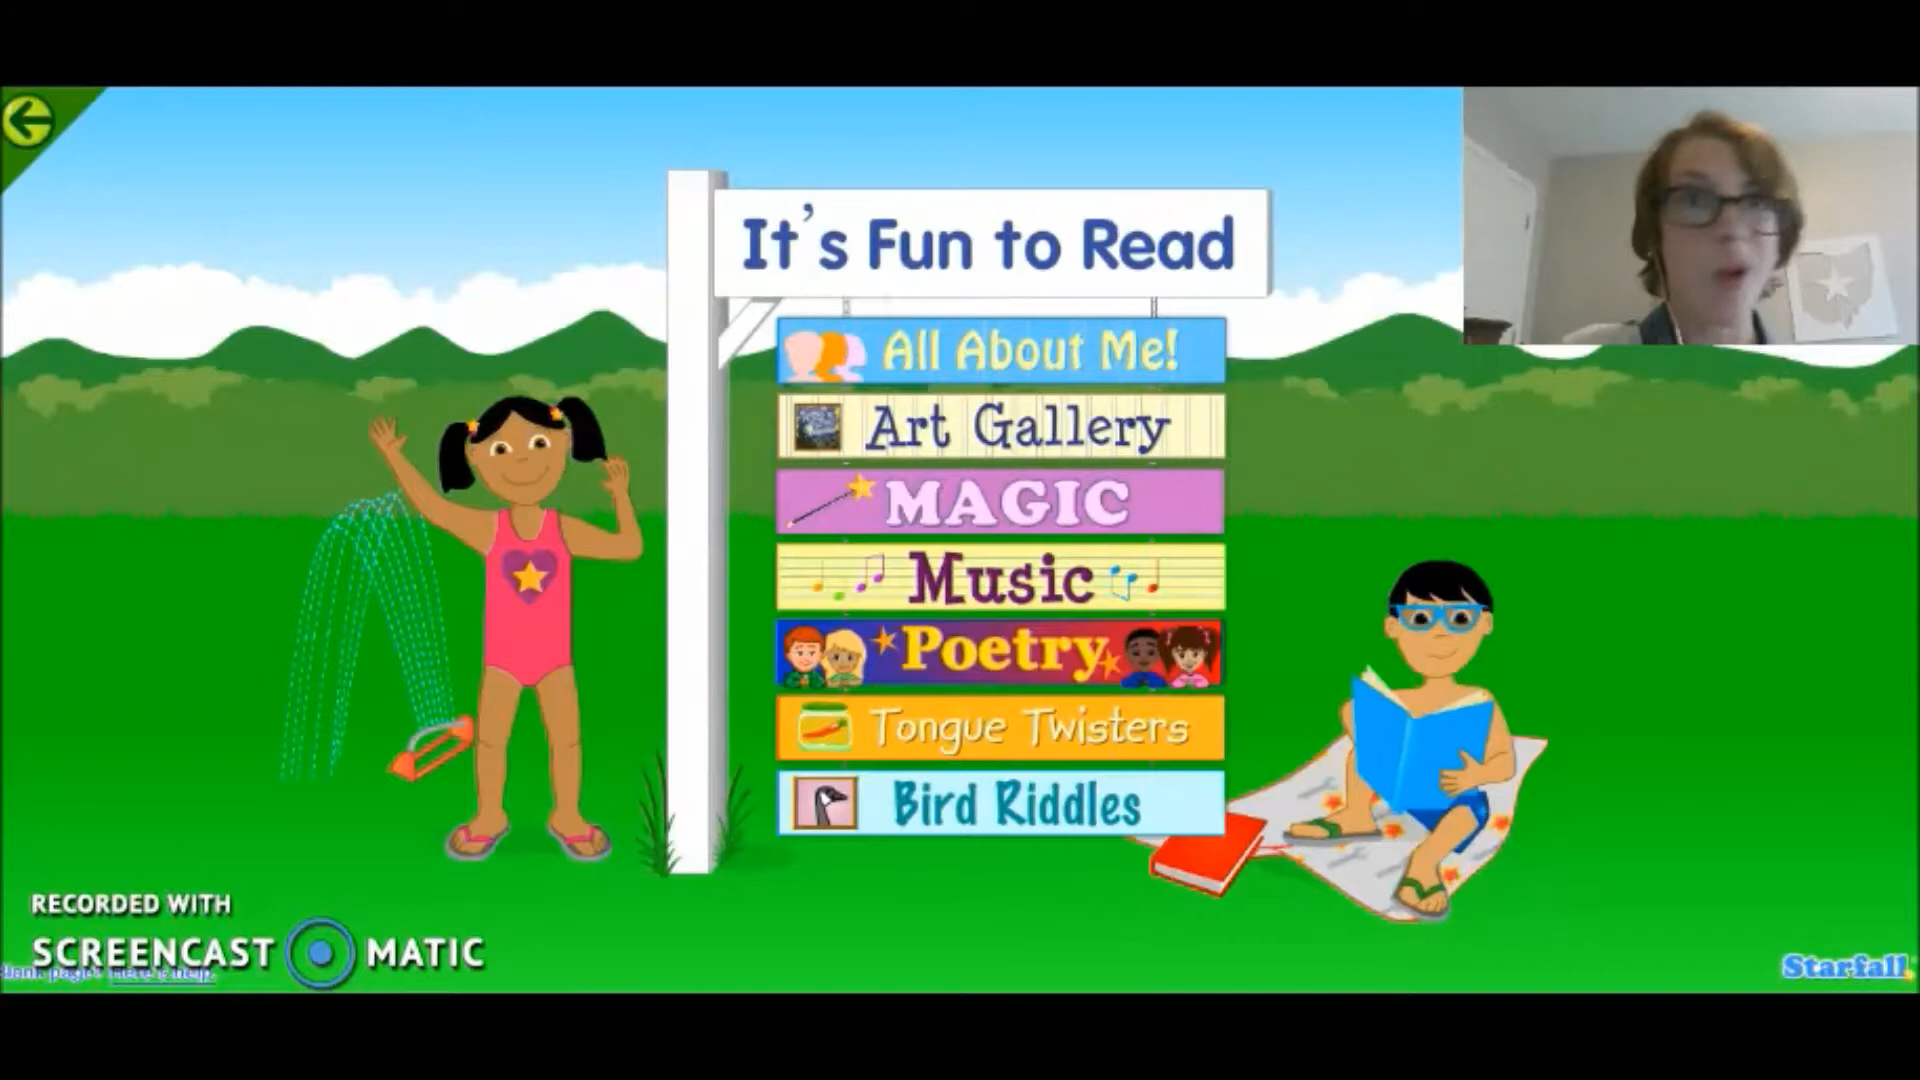 It's Fun to Read
All About Me!
Art Gallery
MAGIC
Music
Poetry
Tongue Twisters
Bird Riddles
RECORDED WITH
SCREENCAST MATIC
Starfall